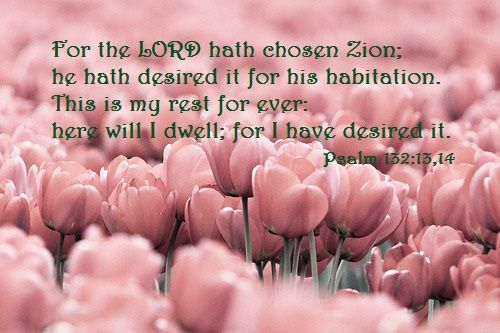 For the LORD hath chosen Zion;
he hath desired it for his habitation.
This is my rest for ever:
here will I dwell; for I have desired it.
Psalm 132:13,14